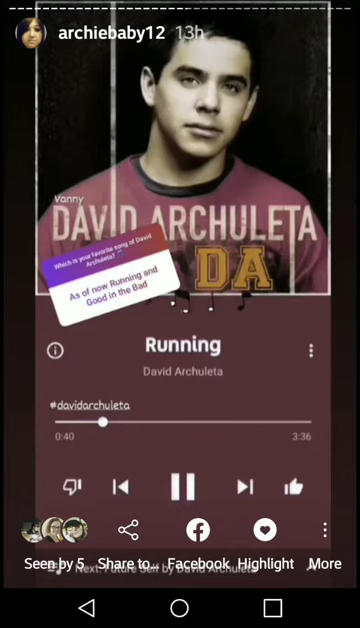 archiebaby12 13h
Vanny
DAVID ARCHULETA
DA
Which is your favorite song of David
Archuleta?
As of now Running and
Good in the Bad
Running
David Archuleta
#davidarchuleta
0:40 3:36
Seen by 5 Share to... Facebook Highlight More
Next: Future Self by David Archuleta